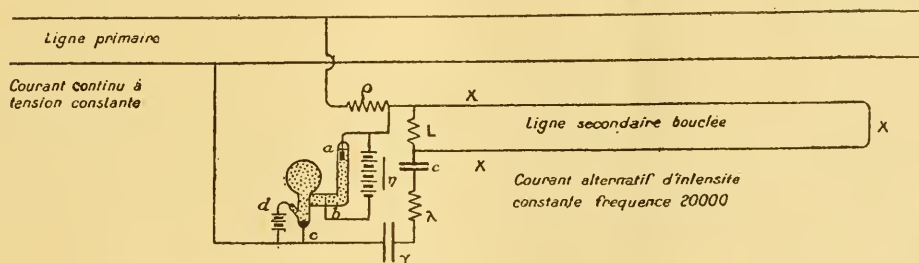 Ligne primaire
Courant continu à
tension constante
ρ
X
L
Ligne secondaire bouclée
X
a
c
X
η
Courant alternatif d'intensite
constante frequence 20000
b
d
λ
c
γ